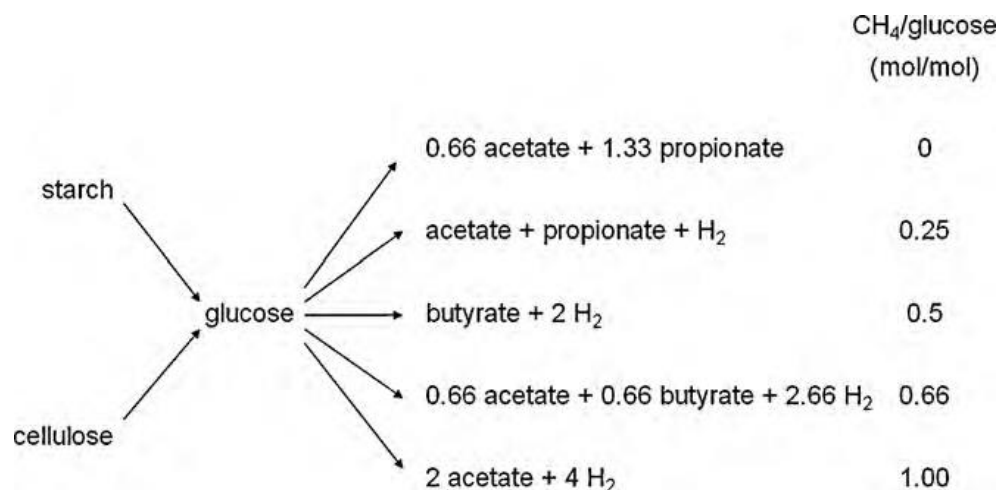 CH₄/glucose
(mol/mol)
0.66 acetate + 1.33 propionate 0
starch
acetate + propionate + H₂ 0.25
glucose
butyrate + 2 H₂ 0.5
0.66 acetate + 0.66 butyrate + 2.66 H₂ 0.66
cellulose
2 acetate + 4 H₂ 1.00